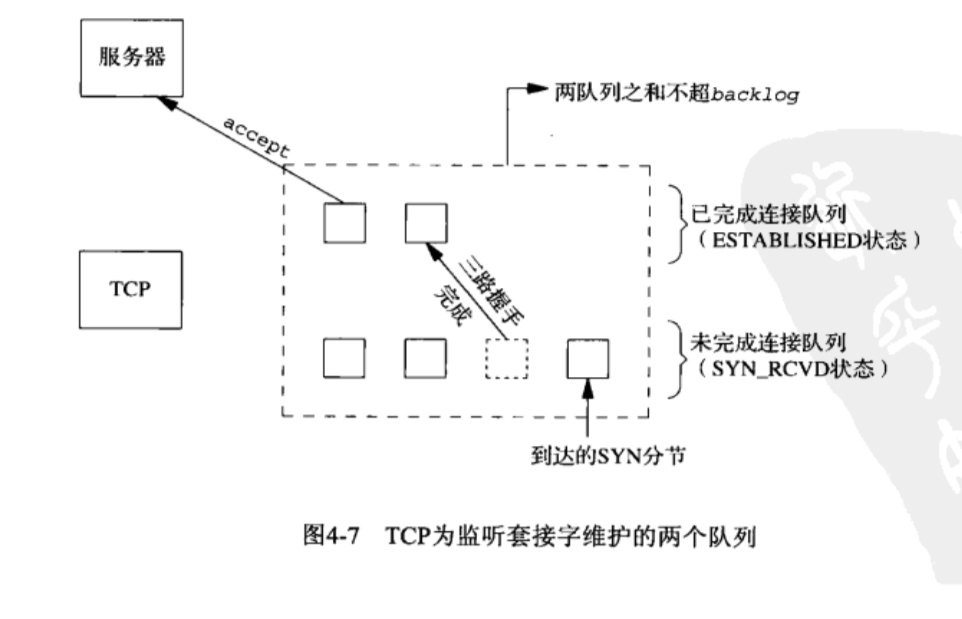 服务器
accept
两队列之和不超backlog
已完成连接队列
（ESTABLISHED状态）
TCP
三路握手
完成
未完成连接队列
（SYN_RCVD状态）
到达的SYN分节
图4-7 TCP为监听套接字维护的两个队列